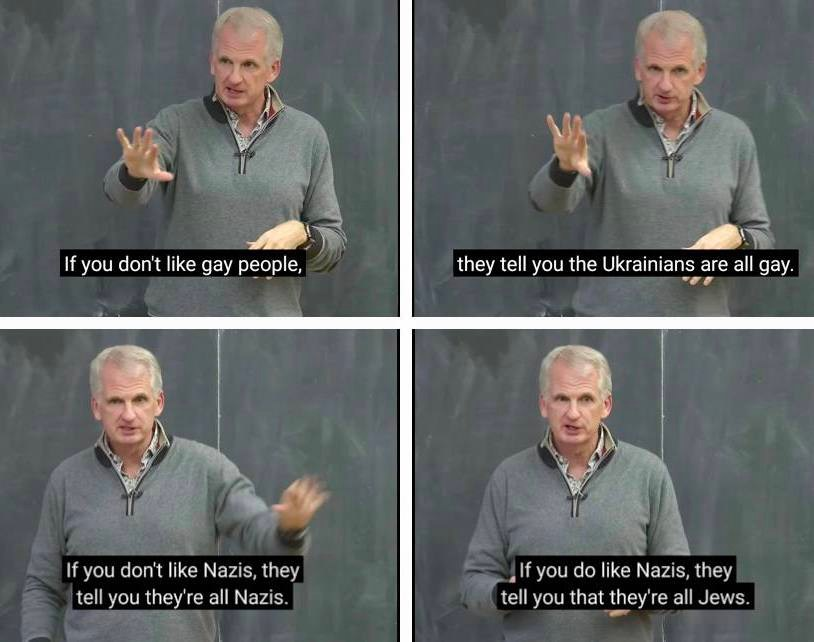 If you don't like gay people,
they tell you the Ukrainians are all gay.
If you don't like Nazis, they
tell you they're all Nazis.
If you do like Nazis, they
tell you that they're all Jews.